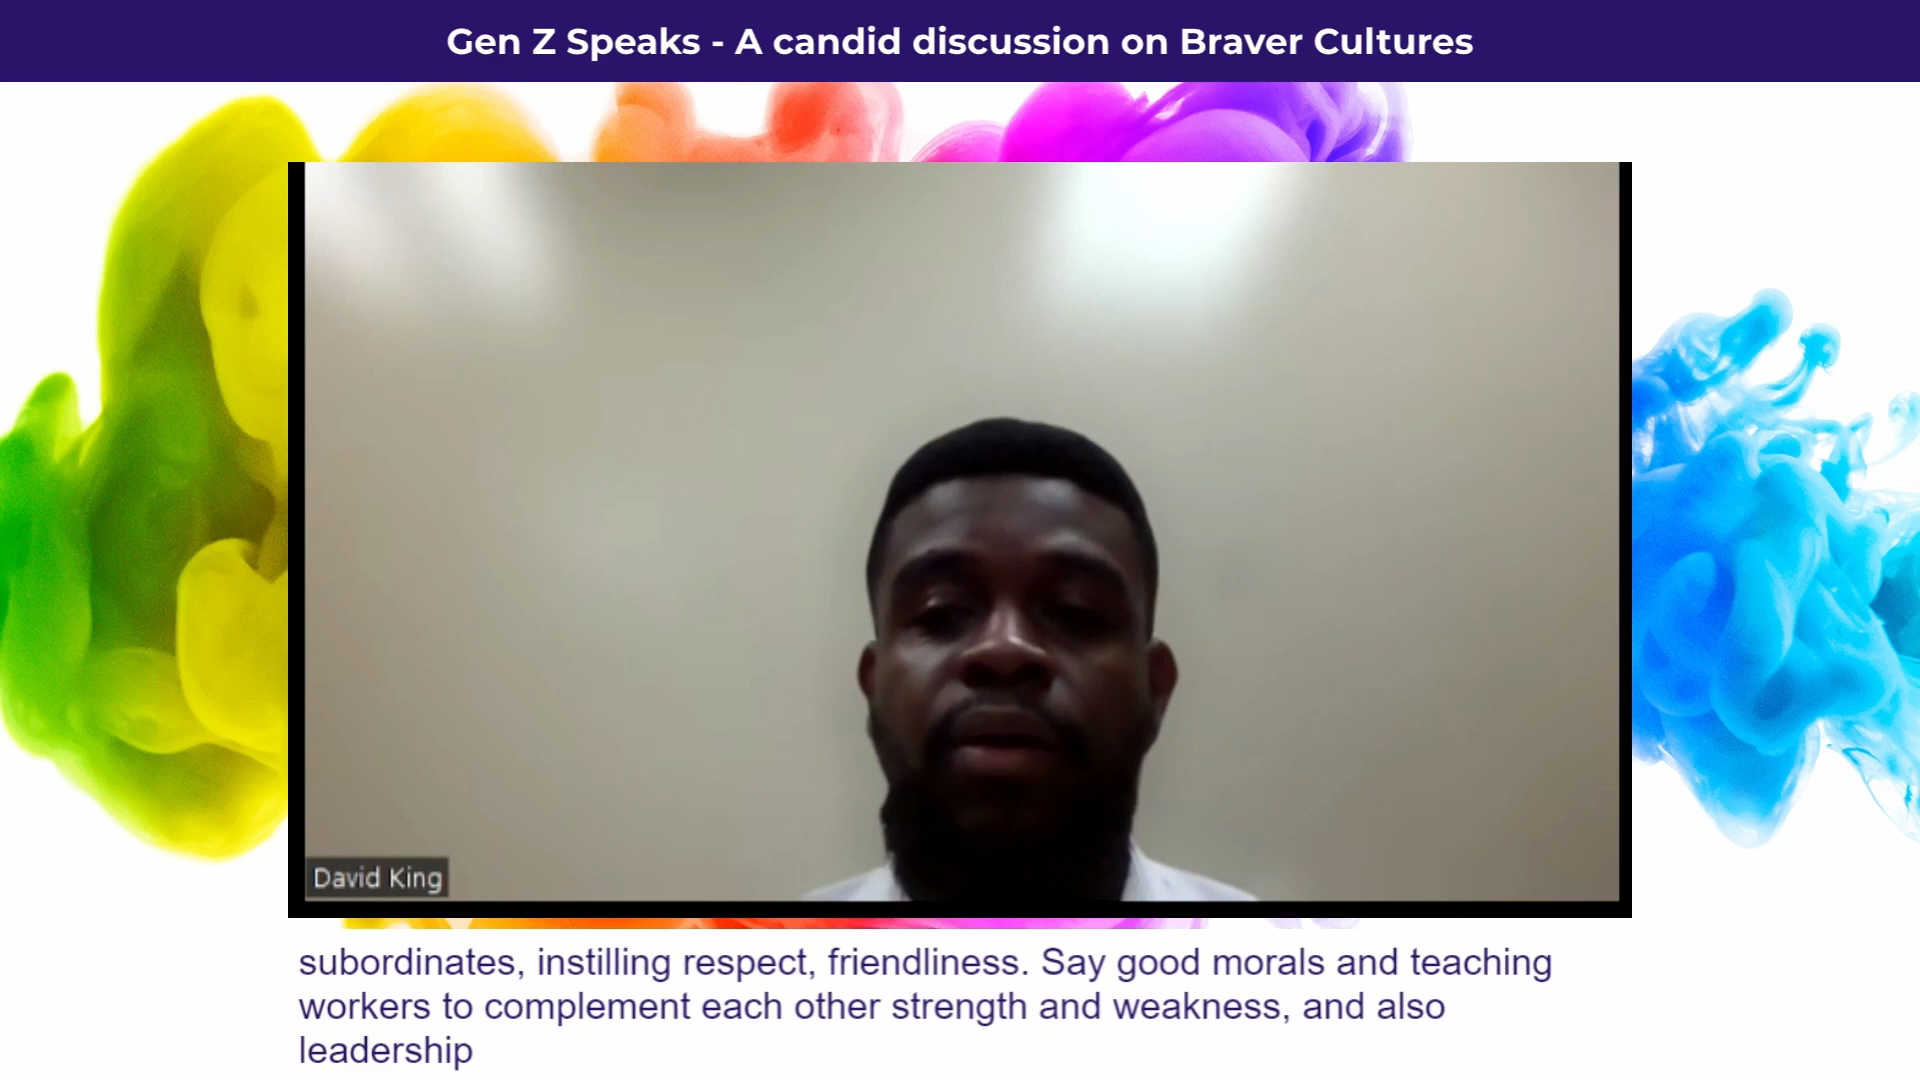 Gen Z Speaks - A candid discussion on Braver Cultures
David King
subordinates, instilling respect, friendliness. Say good morals and teaching
workers to complement each other strength and weakness, and also
leadership